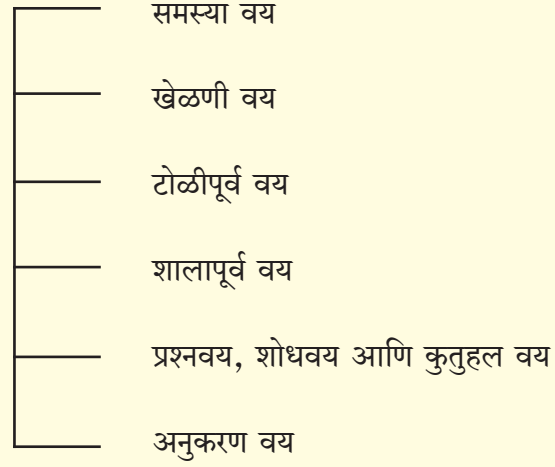 समस्या वय
खेळणी वय
टोळीपूर्व वय
शालापूर्व वय
प्रश्नवय, शोधवय आणि कुतुहल वय
अनुकरण वय